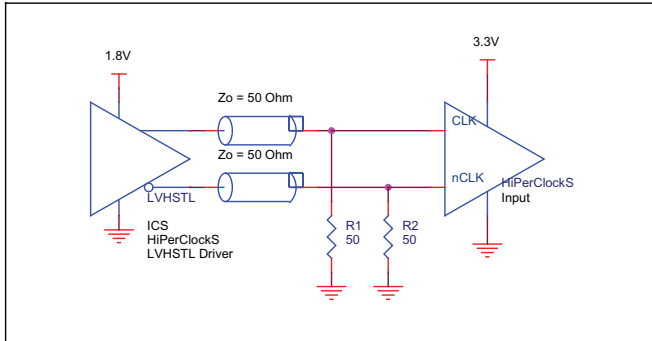 1.8V
3.3V
Zo = 50 Ohm
CLK
Zo = 50 Ohm
nCLK
LVHSTL
HiPerClockS
Input
ICS
HiPerClockS
LVHSTL Driver
R1
50
R2
50